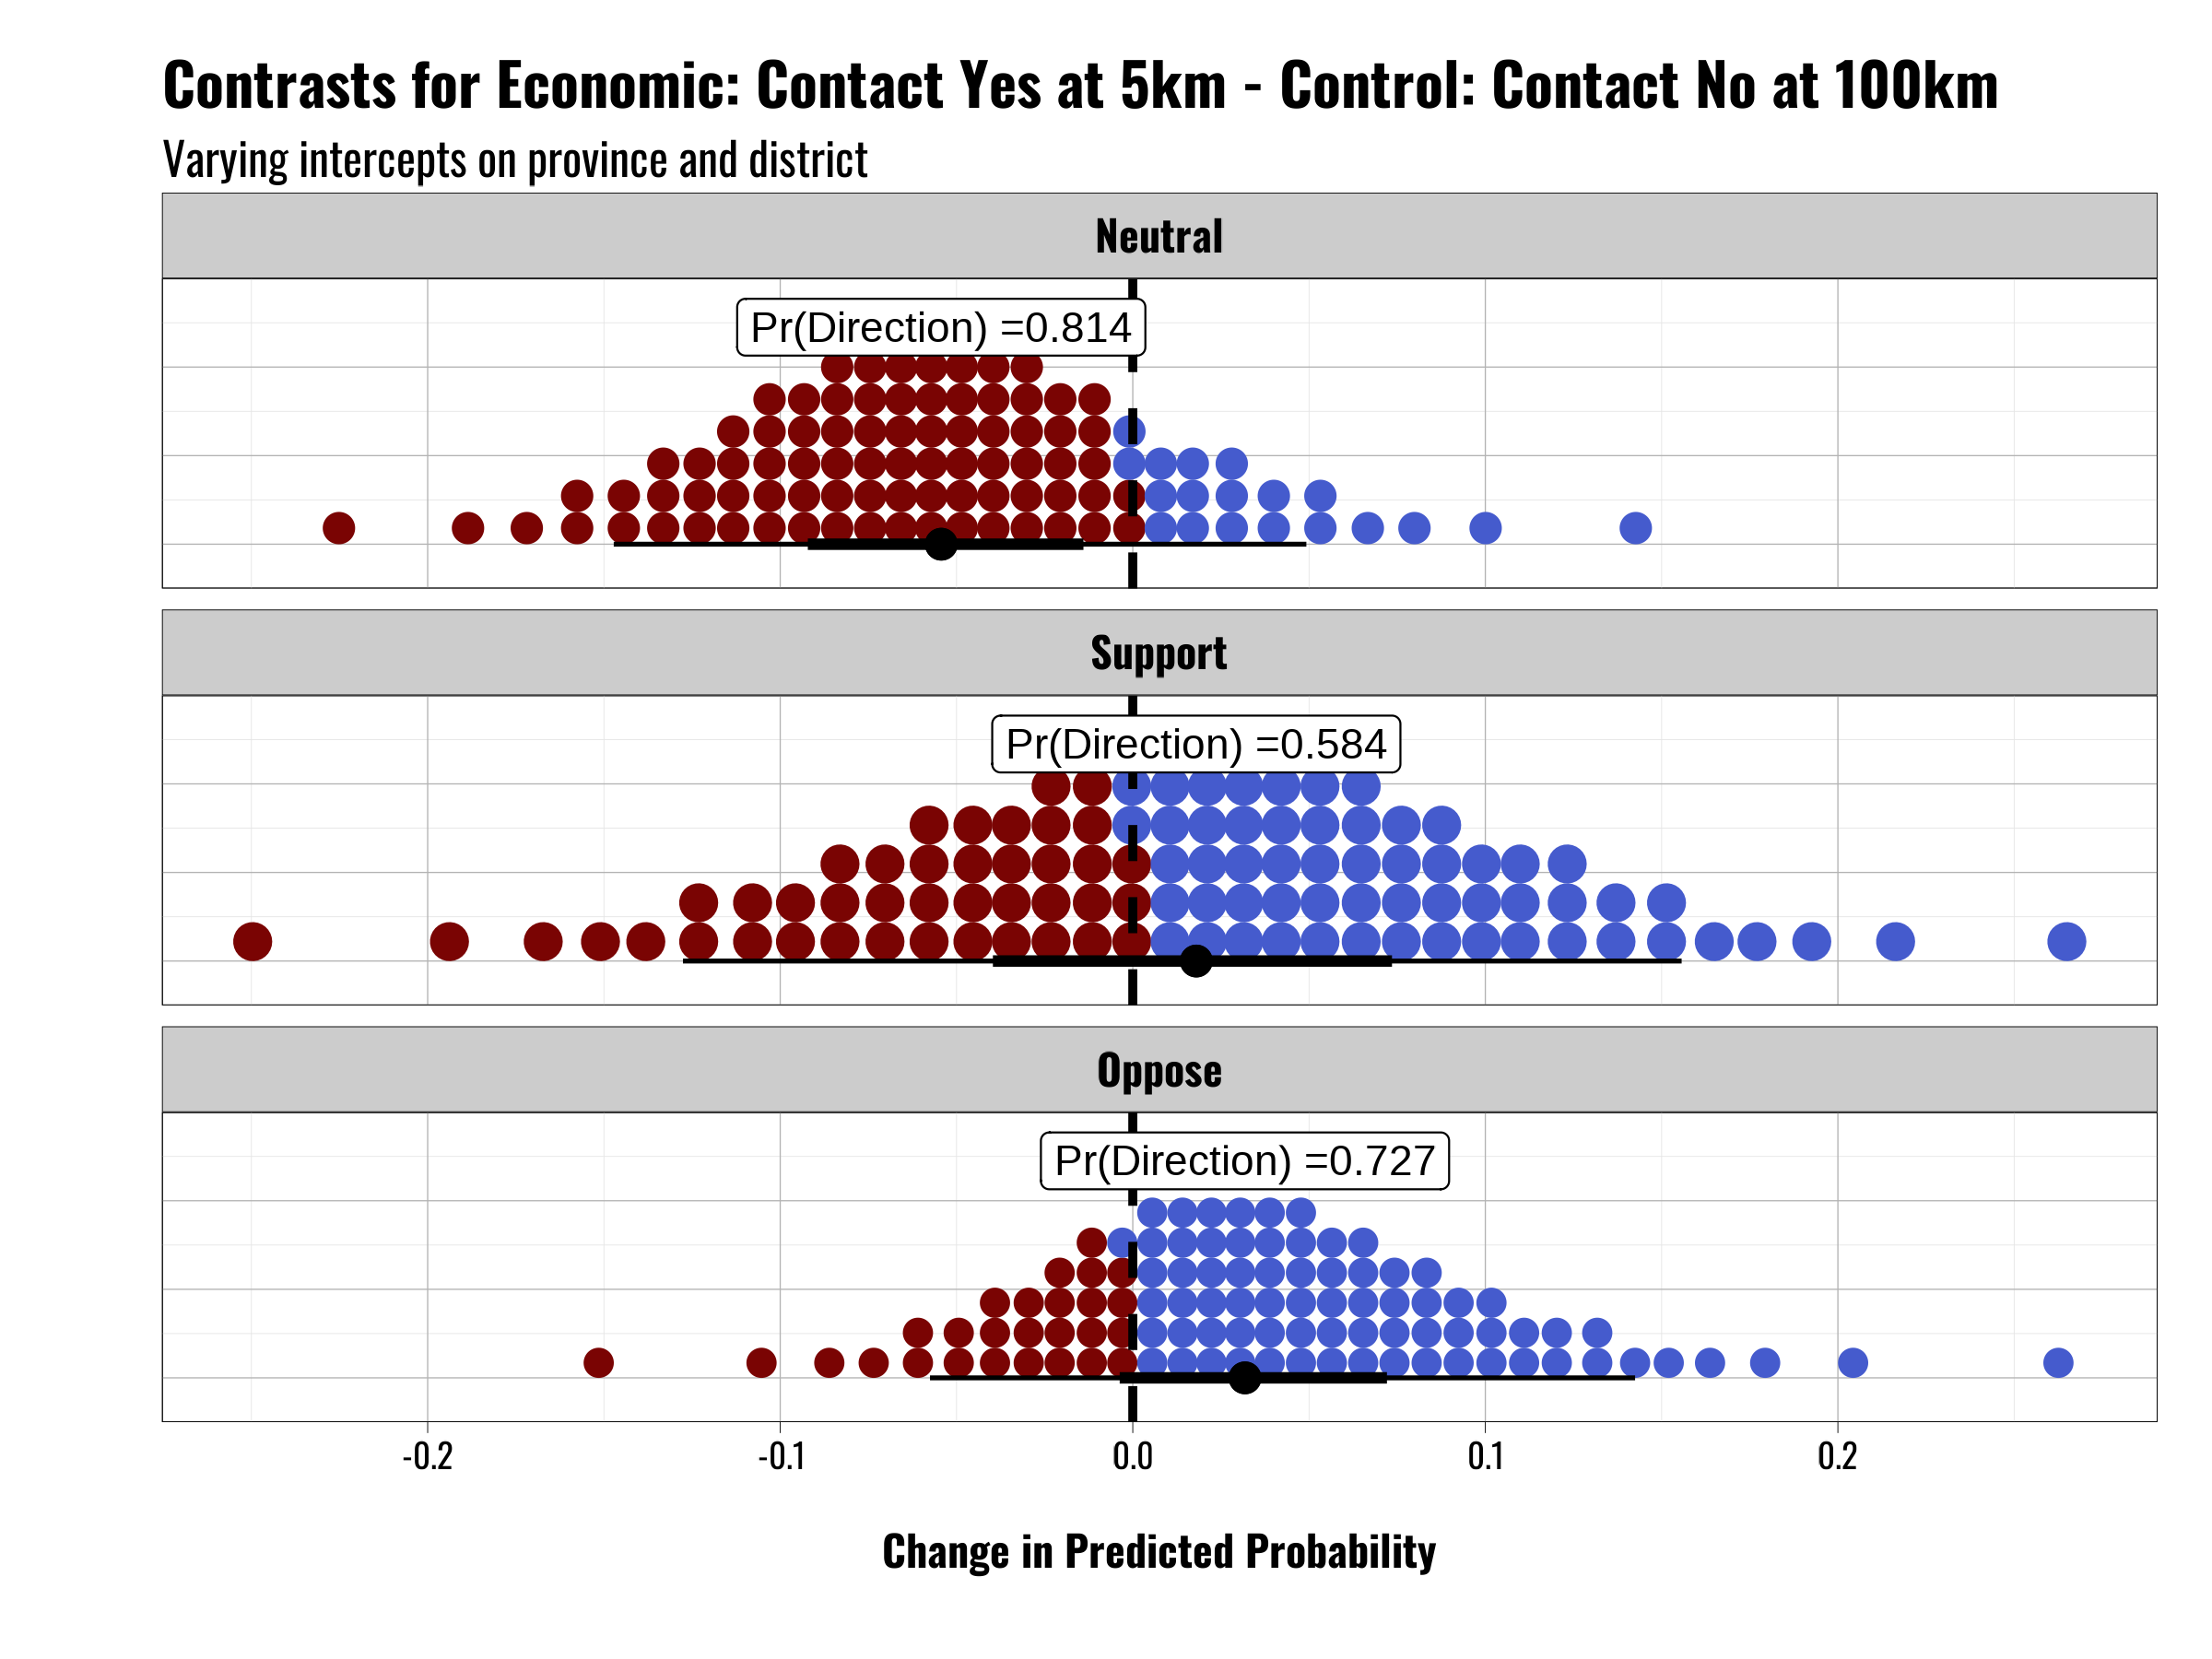 Contrasts for Economic: Contact Yes at 5km - Control: Contact No at 100km
Varying intercepts on province and district
Neutral
Pr(Direction) =0.814
Support
Pr(Direction) =0.584
Oppose
Pr(Direction) =0.727
-0.2 -0.1 0.0 0.1 0.2
Change in Predicted Probability